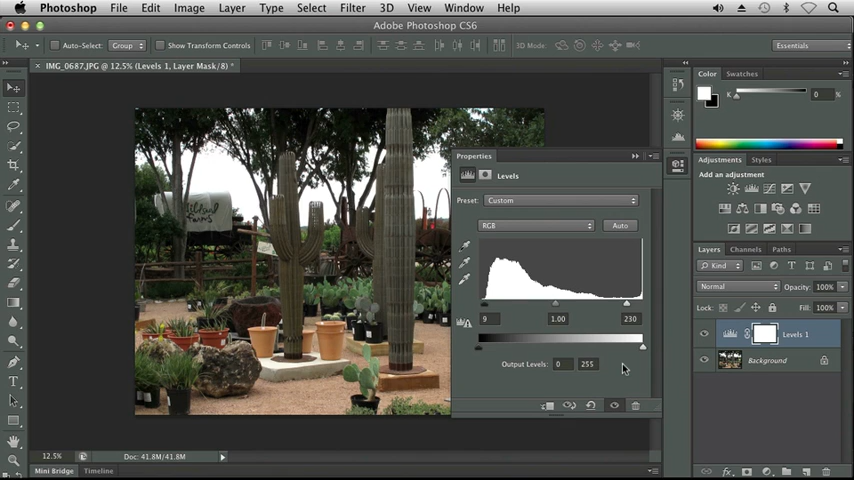 Photoshop File Edit Image Layer Type Select Filter 3D View Window Help
Adobe Photoshop CS6
Auto-Select: Group Show Transform Controls 3D Mode: Essentials
× IMG_0687.JPG @ 12.5% (Levels 1, Layer Mask/8) *
Color Swatches
K 0 %
Properties
Levels
Preset: Custom
RGB Auto
9 1.00 230
Output Levels: 0 255
Adjustments Styles
Add an adjustment
Layers Channels Paths
Kind
Normal Opacity: 100%
Lock: Fill: 100%
Levels 1
Background
12.5% Doc: 41.8M/41.8M
Mini Bridge Timeline